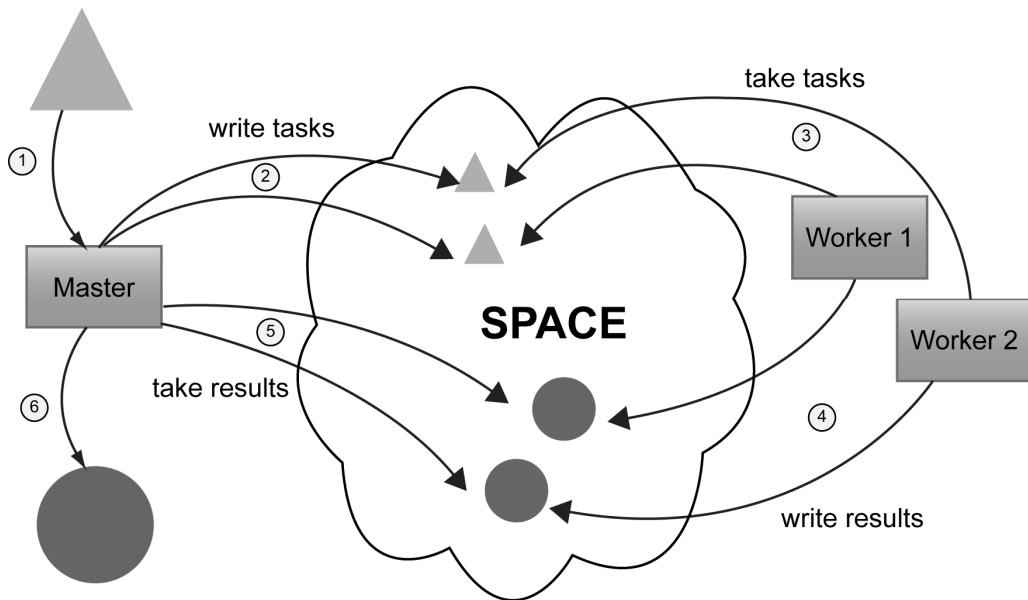 take tasks
write tasks
3
1
2
Worker 1
Master
SPACE
5
Worker 2
take results
6
4
write results